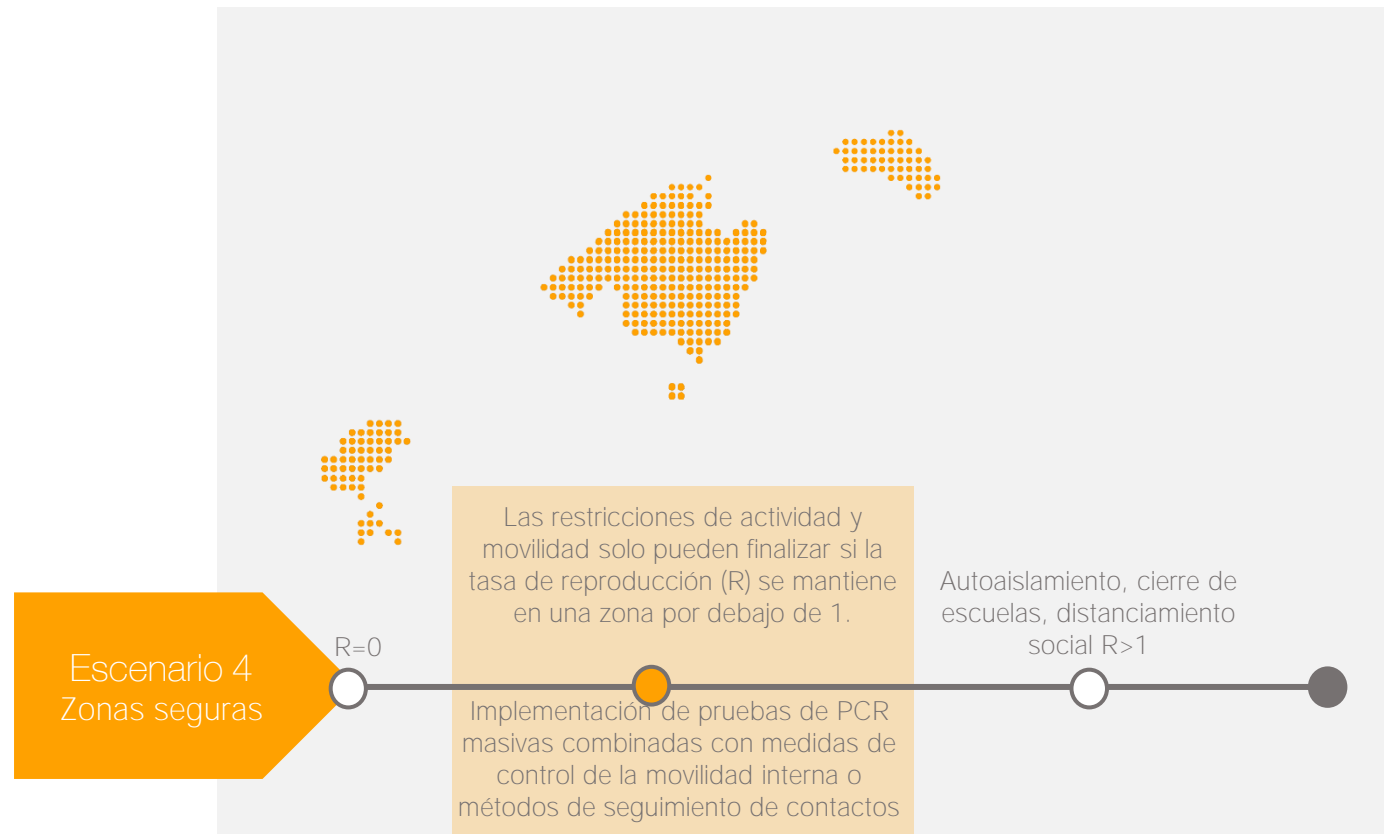 Las restricciones de actividad y
movilidad solo pueden finalizar si la
tasa de reproducción (R) se mantiene
en una zona por debajo de 1.
Autoaislamiento, cierre de
escuelas, distanciamiento
social R>1
R=0
Escenario 4
Zonas seguras
Implementación de pruebas de PCR
masivas combinadas con medidas de
control de la movilidad interna o
métodos de seguimiento de contactos